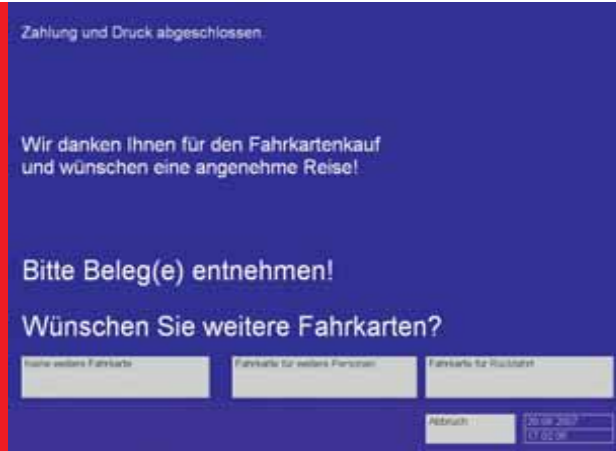 Zahlung und Druck abgeschlossen.
Wir danken Ihnen für den Fahrkartenkauf
und wünschen eine angenehme Reise!
Bitte Beleg(e) entnehmen!
Wünschen Sie weitere Fahrkarten?
Keine weitere Fahrkarte
Fahrkarte für weitere Personen
Fahrkarte für Rückfahrt
Abbruch